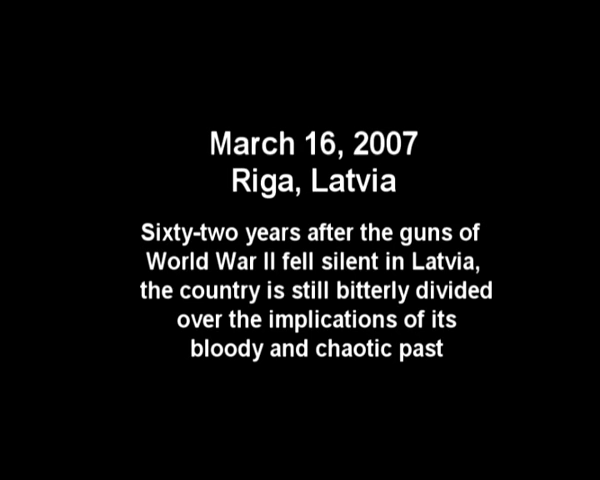 March 16, 2007
Riga, Latvia
Sixty-two years after the guns of
World War II fell silent in Latvia,
the country is still bitterly divided
over the implications of its
bloody and chaotic past